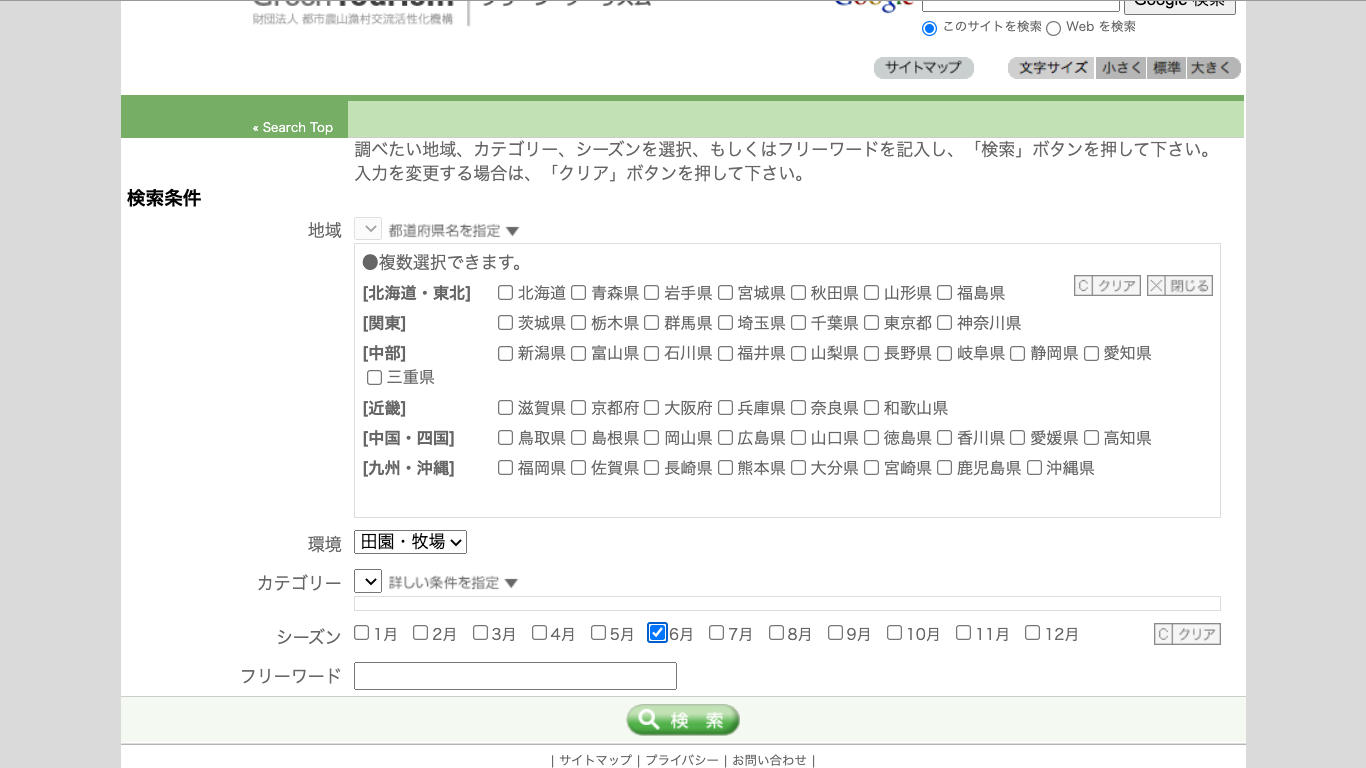 GreenTourism グリーン・ツーリズム
財団法人 都市農山漁村交流活性化機構
Google Google 検索
このサイトを検索 Web を検索
サイトマップ 文字サイズ 小さく 標準 大きく
« Search Top
調べたい地域、カテゴリー、シーズンを選択、もしくはフリーワードを記入し、「検索」ボタンを押して下さい。
入力を変更する場合は、「クリア」ボタンを押して下さい。
検索条件
地域 都道府県名を指定 ▼
●複数選択できます。
C クリア × 閉じる
[北海道・東北] 北海道 青森県 岩手県 宮城県 秋田県 山形県 福島県
[関東] 茨城県 栃木県 群馬県 埼玉県 千葉県 東京都 神奈川県
[中部] 新潟県 富山県 石川県 福井県 山梨県 長野県 岐阜県 静岡県 愛知県
三重県
[近畿] 滋賀県 京都府 大阪府 兵庫県 奈良県 和歌山県
[中国・四国] 鳥取県 島根県 岡山県 広島県 山口県 徳島県 香川県 愛媛県 高知県
[九州・沖縄] 福岡県 佐賀県 長崎県 熊本県 大分県 宮崎県 鹿児島県 沖縄県
環境 田園・牧場
カテゴリー 詳しい条件を指定 ▼
シーズン 1月 2月 3月 4月 5月 6月 7月 8月 9月 10月 11月 12月 C クリア
フリーワード
検 索
| サイトマップ | プライバシー | お問い合わせ |